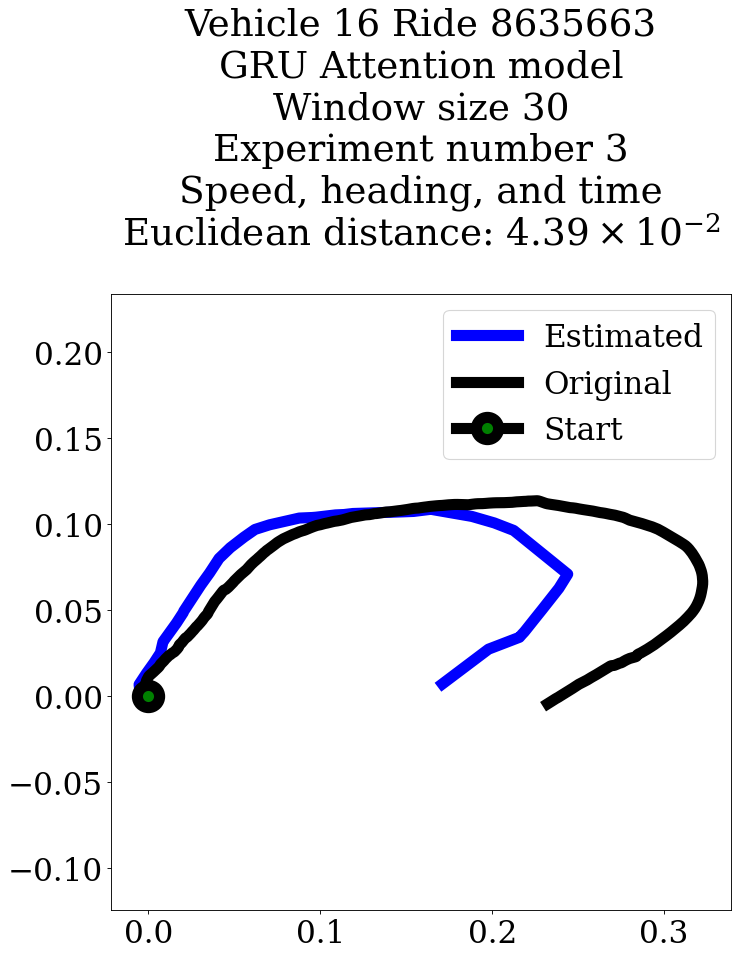 Vehicle 16 Ride 8635663
GRU Attention model
Window size 30
Experiment number 3
Speed, heading, and time
Euclidean distance: 4.39 × 10⁻²
Estimated
Original
Start
0.20
0.15
0.10
0.05
0.00
−0.05
−0.10
0.0 0.1 0.2 0.3